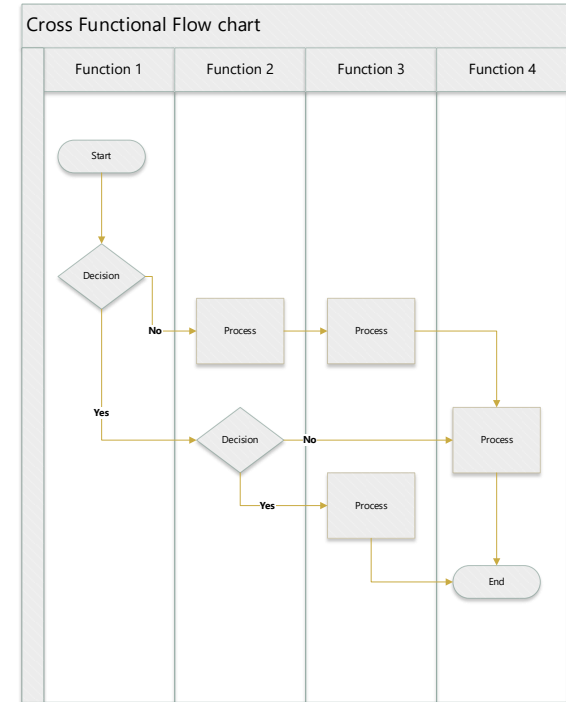 Cross Functional Flow chart
Function 1
Function 2
Function 3
Function 4
Start
Decision
No
Process
Process
Yes
Decision
No
Process
Yes
Process
End